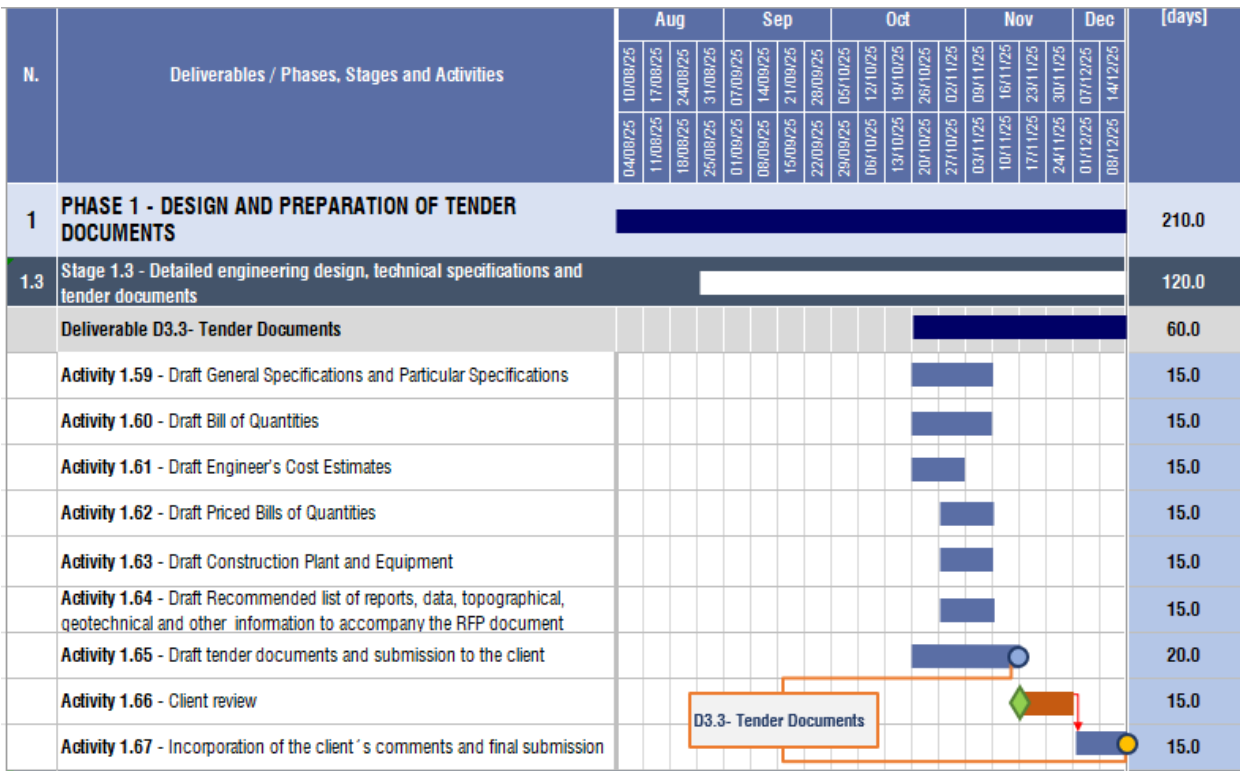 N.
Deliverables / Phases, Stages and Activities
Aug
Sep
Oct
Nov
Dec
[days]
10/08/25
17/08/25
24/08/25
31/08/25
07/09/25
14/09/25
21/09/25
28/09/25
05/10/25
12/10/25
19/10/25
26/10/25
02/11/25
09/11/25
16/11/25
23/11/25
30/11/25
07/12/25
14/12/25
04/08/25
11/08/25
18/08/25
25/08/25
01/09/25
08/09/25
15/09/25
22/09/25
29/09/25
06/10/25
13/10/25
20/10/25
27/10/25
03/11/25
10/11/25
17/11/25
24/11/25
01/12/25
08/12/25
1
PHASE 1 - DESIGN AND PREPARATION OF TENDER
DOCUMENTS
210.0
1.3
Stage 1.3 - Detailed engineering design, technical specifications and
tender documents
120.0
Deliverable D3.3- Tender Documents
60.0
Activity 1.59 - Draft General Specifications and Particular Specifications
15.0
Activity 1.60 - Draft Bill of Quantities
15.0
Activity 1.61 - Draft Engineer's Cost Estimates
15.0
Activity 1.62 - Draft Priced Bills of Quantities
15.0
Activity 1.63 - Draft Construction Plant and Equipment
15.0
Activity 1.64 - Draft Recommended list of reports, data, topographical,
geotechnical and other information to accompany the RFP document
15.0
Activity 1.65 - Draft tender documents and submission to the client
20.0
Activity 1.66 - Client review
15.0
D3.3- Tender Documents
Activity 1.67 - Incorporation of the client´s comments and final submission
15.0